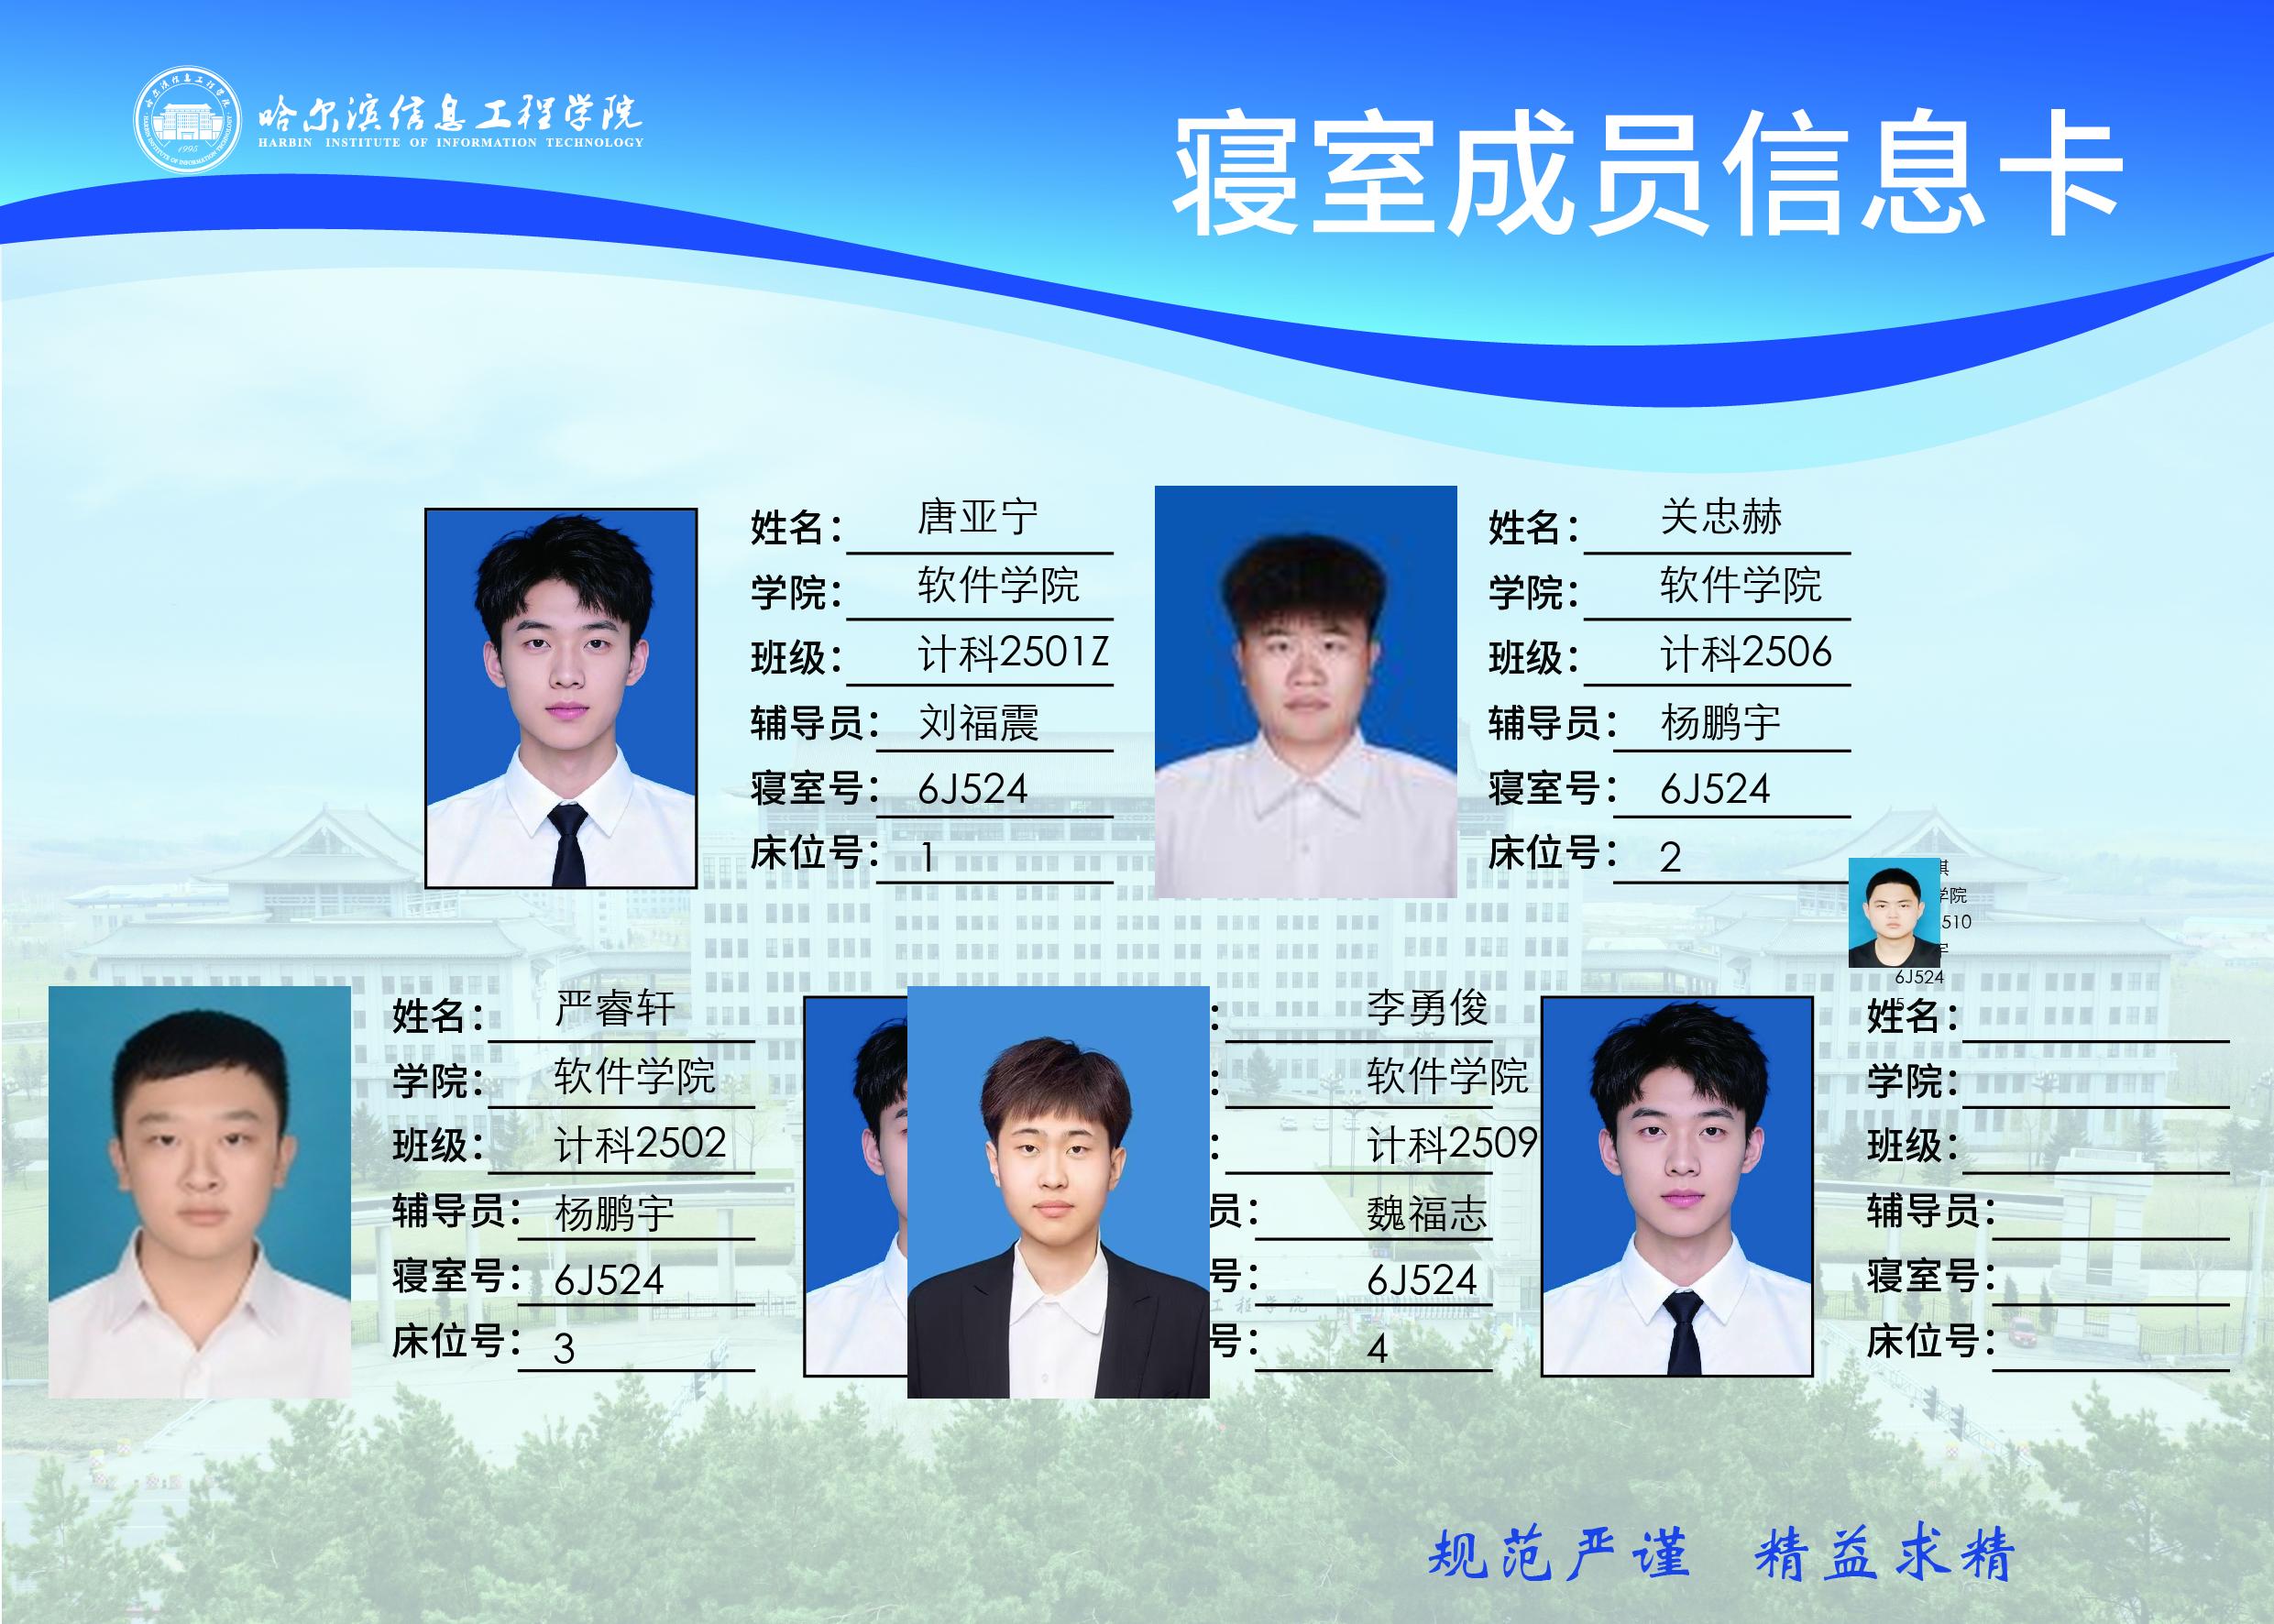 哈尔滨信息工程学院
HARBIN INSTITUTE OF INFORMATION TECHNOLOGY
1995
寝室成员信息卡
姓名： 唐亚宁
学院： 软件学院
班级： 计科2501Z
辅导员： 刘福震
寝室号： 6J524
床位号： 1
姓名： 关忠赫
学院： 软件学院
班级： 计科2506
辅导员： 杨鹏宇
寝室号： 6J524
床位号： 2
姓名： 严睿轩
学院： 软件学院
班级： 计科2502
辅导员： 杨鹏宇
寝室号： 6J524
床位号： 3
： 李勇俊
： 软件学院
： 计科2509
员： 魏福志
号： 6J524
号： 4
学院
510
6J524
5
姓名：
学院：
班级：
辅导员：
寝室号：
床位号：
规范严谨 精益求精